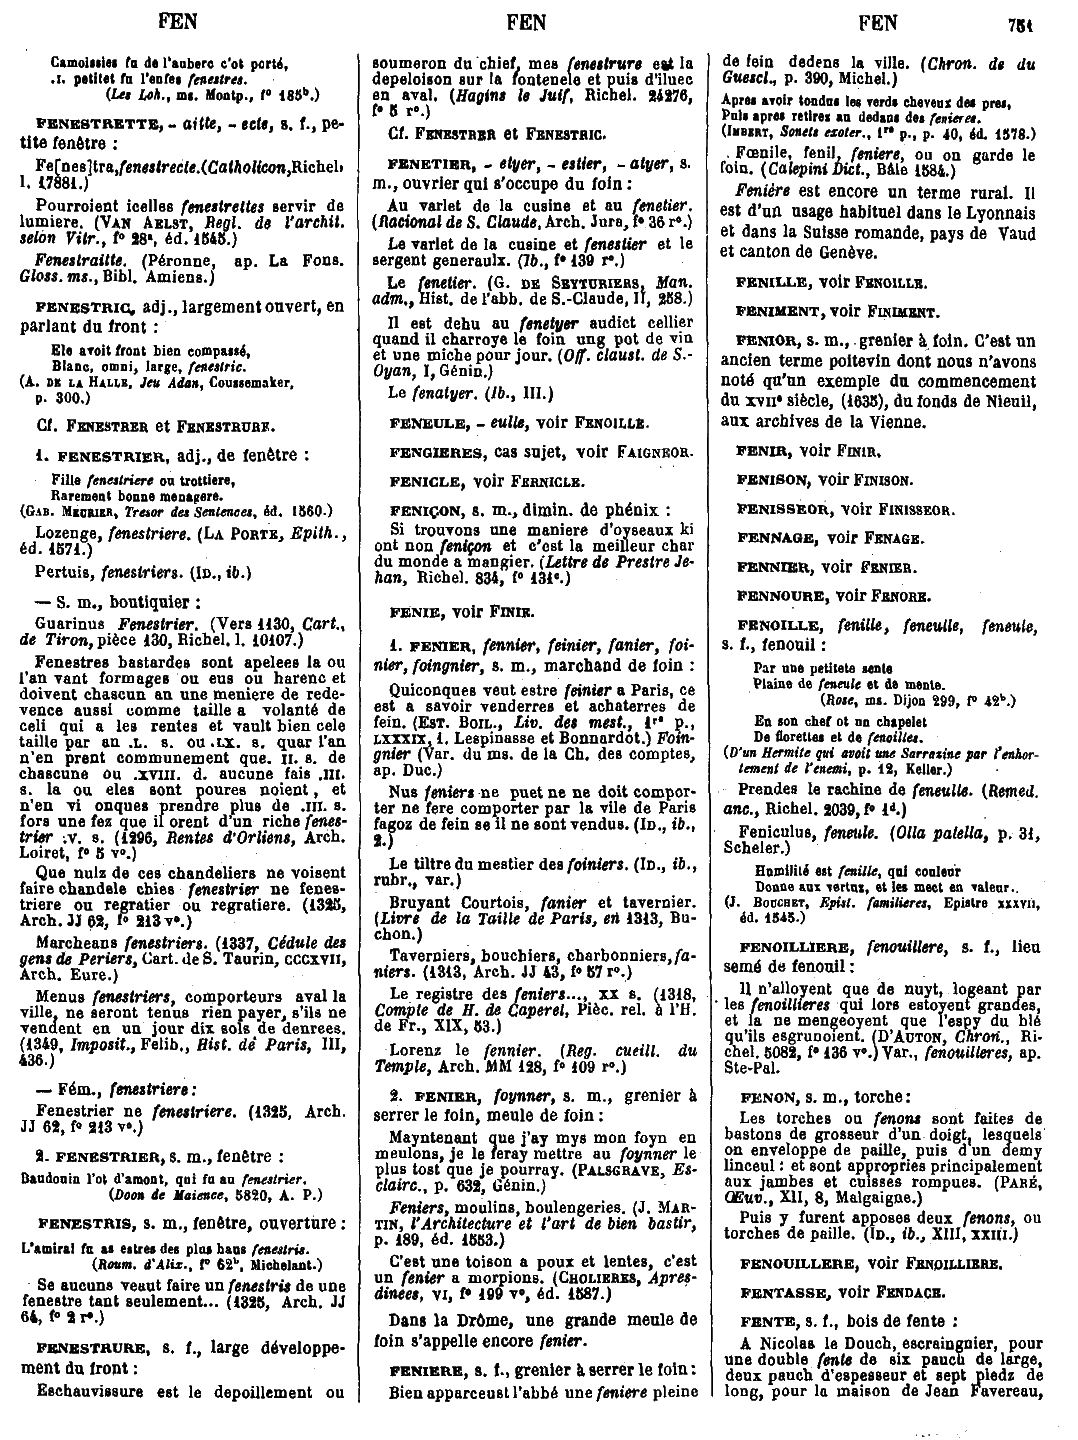 FEN
FEN
FEN
751
Camoissies fu de l'auberc c'ot porté,
.I. petitet fu l'enfes fenestres.
(Les Loh., ms. Montp., f° 185ᵇ.)
FENESTRETTE, - aitte, - ecte, s. f., pe-
tite fenêtre :
Fe[nes]tra, fenestrecte. (Catholicon, Richel.
l. 17881.)
Pourroient icelles fenestrettes servir de
lumiere. (VAN AELST, Regl. de l'archit.
selon Vitr., f° 28ᵃ, éd. 1545.)
Fenestraitte. (Péronne, ap. La Fons.
Gloss. ms., Bibl. Amiens.)
FENESTRIC, adj., largement ouvert, en
parlant du front :
Ele avoit front bien compassé,
Blanc, omni, large, fenestric.
(A. DE LA HALLE, Jeu Adan, Coussemaker,
p. 300.)
Cf. FENESTRER et FENESTRURE.
1. FENESTRIER, adj., de fenêtre :
Fille fenestriere ou trottiere,
Rarement bonne menagere.
(GAB. MEURIER, Tresor des Sentences, éd. 1560.)
Lozenge, fenestriere. (LA PORTE, Epith.,
éd. 1571.)
Pertuis, fenestriers. (ID., ib.)
— S. m., boutiquier :
Guarinus Fenestrier. (Vers 1130, Cart.
de Tiron, pièce 130, Richel. l. 10107.)
Fenestres bastardes sont apelees la ou
l'an vant formages ou eus ou harenc et
doivent chascun an une meniere de rede-
vence aussi comme taille a volanté de
celi qui a les rentes et vault bien cele
taille par an .L. s. ou .LX. s. quar l'an
n'en prent communement que. II. s. de
chascune ou .XVIII. d. aucune fais .III.
s. la ou eles sont poures noient, et
n'en vi onques prendre plus de .III. s.
fors une fez que il orent d'un riche fenes-
trier .V. s. (1296, Rentes d'Orliens, Arch.
Loiret, f° 5 v°.)
Que nulz de ces chandeliers ne voisent
faire chandele chies fenestrier ne fenes-
triere ou regratier ou regratiere. (1325,
Arch. JJ 62, f° 213 v°.)
Marcheans fenestriers. (1337, Cédule des
gens de Periers, Cart. de S. Taurin, CCCXVII,
Arch. Eure.)
Menus fenestriers, comporteurs aval la
ville, ne seront tenus rien payer, s'ils ne
vendent en un jour dix sols de denrees.
(1349, Imposit., Felib., Hist. de Paris, III,
436.)
— Fém., fenestriere :
Fenestrier ne fenestriere. (1325, Arch.
JJ 62, f° 213 v°.)
2. FENESTRIER, s. m., fenêtre :
Baudouin l'ot d'amont, qui fu au fenestrier.
(Doon de Maience, 5820, A. P.)
FENESTRIS, s. m., fenêtre, ouverture :
L'amiral fu as estres des plus haus fenestris.
(Roum. d'Alix., f° 62ᵇ, Michelant.)
Se aucuns veaut faire un fenestris de une
fenestre tant seulement... (1325, Arch. JJ
64, f° 2 r°.)
FENESTRURE, s. f., large développe-
ment du front :
Eschauvissure est le depoillement ou
soumeron du chief, mes fenestrure est la
depeloison sur la fontenele et puis d'iluec
en aval. (Hagins le Juif, Richel. 24276,
f° 5 r°.)
Cf. FENESTRER et FENESTRIC.
FENETIER, - etyer, - estier, - atyer, s.
m., ouvrier qui s'occupe du foin :
Au varlet de la cusine et au fenetier.
(Racional de S. Claude, Arch. Jura, f° 36 r°.)
Le varlet de la cusine et fenestier et le
sergent generaulx. (Ib., f° 139 r°.)
Le fenetier. (G. DE SEYTURIERS, Man.
adm., Hist. de l'abb. de S.-Claude, II, 258.)
Il est dehu au fenetyer audict cellier
quand il charroye le foin ung pot de vin
et une miche pour jour. (Off. claust. de S.-
Oyan, I, Génin.)
Le fenatyer. (Ib., III.)
FENEULE, - eulle, voir FENOILLE.
FENGIERES, cas sujet, voir FAIGNEOR.
FENICLE, voir FERNICLE.
FENIÇON, s. m., dimin. de phénix :
Si trouvons une maniere d'oyseaux ki
ont non feniçon et c'est la meilleur char
du monde a mangier. (Lettre de Prestre Je-
han, Richel. 834, f° 131ᶜ.)
FENIE, voir FINIE.
1. FENIER, fennier, feinier, fanier, foi-
nier, foingnier, s. m., marchand de foin :
Quiconques veut estre feinier a Paris, ce
est a savoir venderres et achaterres de
fein. (EST. BOIL., Liv. des mest., 1ʳᵉ p.,
LXXXIX, 1, Lespinasse et Bonnardot.) Foin-
gnier (Var. du ms. de la Ch. des comptes,
ap. Duc.)
Nus feniers ne puet ne ne doit compor-
ter ne fere comporter par la vile de Paris
fagoz de fein se il ne sont vendus. (ID., ib.,
2.)
Le tiltre du mestier des foiniers. (ID., ib.,
rubr., var.)
Bruyant Courtois, fanier et tavernier.
(Livre de la Taille de Paris, en 1313, Bu-
chon.)
Taverniers, bouchiers, charbonniers, fa-
niers. (1313, Arch. JJ 43, f° 57 r°.)
Le registre des feniers..., XX s. (1318,
Compte de H. de Caperel, Pièc. rel. à l'H.
de Fr., XIX, 53.)
Lorenz le fennier. (Reg. cueill. du
Temple, Arch. MM 128, f° 109 r°.)
2. FENIER, foynner, s. m., grenier à
serrer le foin, meule de foin :
Mayntenant que j'ay mys mon foyn en
meulons, je le feray mettre au foynner le
plus tost que je pourray. (PALSGRAVE, Es-
clairc., p. 632, Génin.)
Feniers, moulins, boulengeries. (J. MAR-
TIN, l'Architecture et l'art de bien bastir,
p. 189, éd. 1553.)
C'est une toison a poux et lentes, c'est
un fenier a morpions. (CHOLIERES, Apres-
dinees, VI, f° 199 v°, éd. 1587.)
Dans la Drôme, une grande meule de
foin s'appelle encore fenier.
FENIERE, s. f., grenier à serrer le foin :
Bien apparceust l'abbé une feniere pleine
de fein dedens la ville. (Chron. de du
Guescl., p. 390, Michel.)
Apres avoir tondus les verds cheveux des pres,
Puis apres retires au dedans des fenieres.
(IMBERT, Sonets exoter., 1ʳᵉ p., p. 40, éd. 1578.)
Fœnile, fenil, feniere, ou on garde le
foin. (Calepini Dict., Bâle 1584.)
Fenière est encore un terme rural. Il
est d'un usage habituel dans le Lyonnais
et dans la Suisse romande, pays de Vaud
et canton de Genève.
FENILLE, voir FENOILLE.
FENIMENT, voir FINIMENT.
FENIOR, s. m., grenier à foin. C'est un
ancien terme poitevin dont nous n'avons
noté qu'un exemple du commencement
du XVIIᵉ siècle, (1635), du fonds de Nieuil,
aux archives de la Vienne.
FENIR, voir FINIR.
FENISON, voir FINISON.
FENISSEOR, voir FINISSEOR.
FENNAGE, voir FENAGE.
FENNIER, voir FENIER.
FENNOURE, voir FENORE.
FENOILLE, fenille, feneulle, feneule,
s. f., fenouil :
Par une petitete sente
Plaine de feneule et de mente.
(Rose, ms. Dijon 299, f° 42ᵇ.)
En son chef ot un chapelet
De florettes et de fenoilles.
(D'un Hermite qui avoit une Sarrazine par l'enhor-
tement de l'enemi, p. 12, Keller.)
Prendes le rachine de feneulle. (Remed.
anc., Richel. 2039, f° 1ᵈ.)
Feniculus, feneule. (Olla patella, p. 31,
Scheler.)
Humilité est fenille, qui couleur
Donne aux vertuz, et les mect en valeur..
(J. BOUCHET, Epist. familieres, Epistre XXXVII,
éd. 1545.)
FENOILLIERE, fenouillere, s. f., lieu
semé de fenouil :
Il n'alloyent que de nuyt, logeant par
les fenoillieres qui lors estoyent grandes,
et la ne mengeoyent que l'espy du blé
qu'ils esgrunoient. (D'AUTON, Chron., Ri-
chel. 5082, f° 136 v°.) Var., fenouilleres, ap.
Ste-Pal.
FENON, s. m., torche :
Les torches ou fenons sont faites de
bastons de grosseur d'un doigt, lesquels
on enveloppe de paille, puis d'un demy
linceul : et sont appropries principalement
aux jambes et cuisses rompues. (PARÉ,
Œuv., XII, 8, Malgaigne.)
Puis y furent apposes deux fenons, ou
torches de paille. (ID., ib., XIII, XXIII.)
FENOUILLERE, voir FENOILLIERE.
FENTASSE, voir FENDACE.
FENTE, s. f., bois de fente :
A Nicolas le Douch, escraingnier, pour
une double fente de six pauch de large,
deux pauch d'espesseur et sept piedz de
long, pour la maison de Jean Favereau,